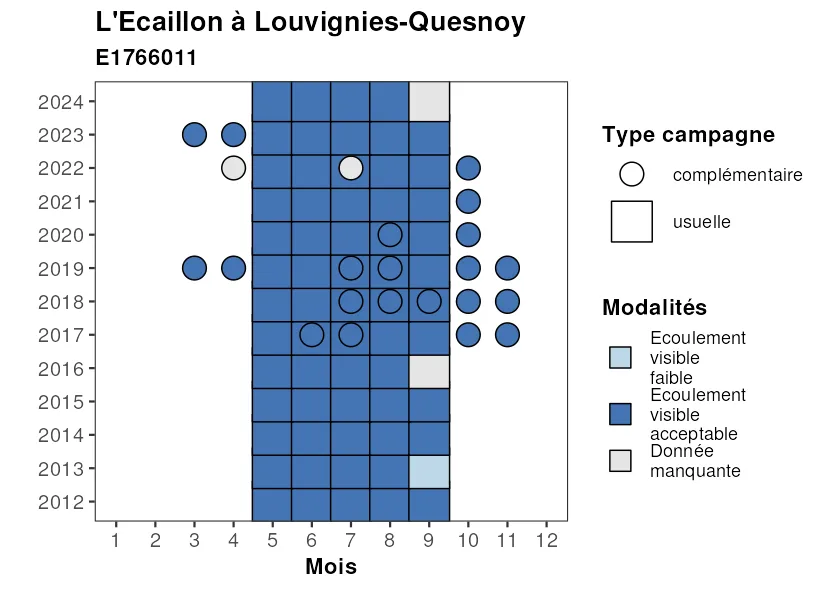 L'Ecaillon à Louvignies-Quesnoy
E1766011
2024
2023
2022
2021
2020
2019
2018
2017
2016
2015
2014
2013
2012
1 2 3 4 5 6 7 8 9 10 11 12
Mois
Type campagne
complémentaire
usuelle
Modalités
Ecoulement
visible
faible
Ecoulement
visible
acceptable
Donnée
manquante